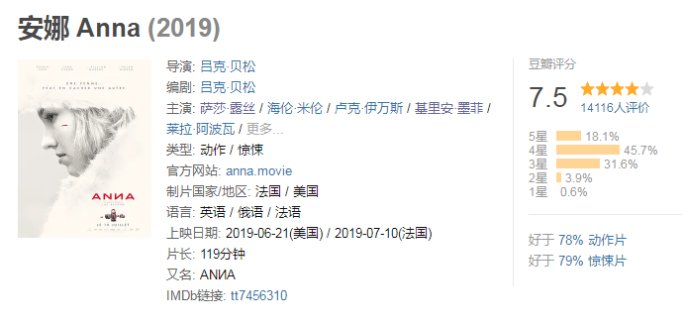 安娜 Anna (2019)
导演: 吕克·贝松
编剧: 吕克·贝松
主演: 萨莎·露丝 / 海伦·米伦 / 卢克·伊万斯 / 基里安·墨菲 /
莱拉·阿波瓦 / 更多...
类型: 动作 / 惊悚
官方网站: anna.movie
制片国家/地区: 法国 / 美国
语言: 英语 / 俄语 / 法语
上映日期: 2019-06-21(美国) / 2019-07-10(法国)
片长: 119分钟
又名: ANИA
IMDb链接: tt7456310
豆瓣评分
7.5
14116人评价
5星 18.1%
4星 45.7%
3星 31.6%
2星 3.9%
1星 0.6%
好于 78% 动作片
好于 79% 惊悚片
UNE FEMME
PEUT EN CACHER UNE AUTRE.
ANИA
LE 10 JUILLET